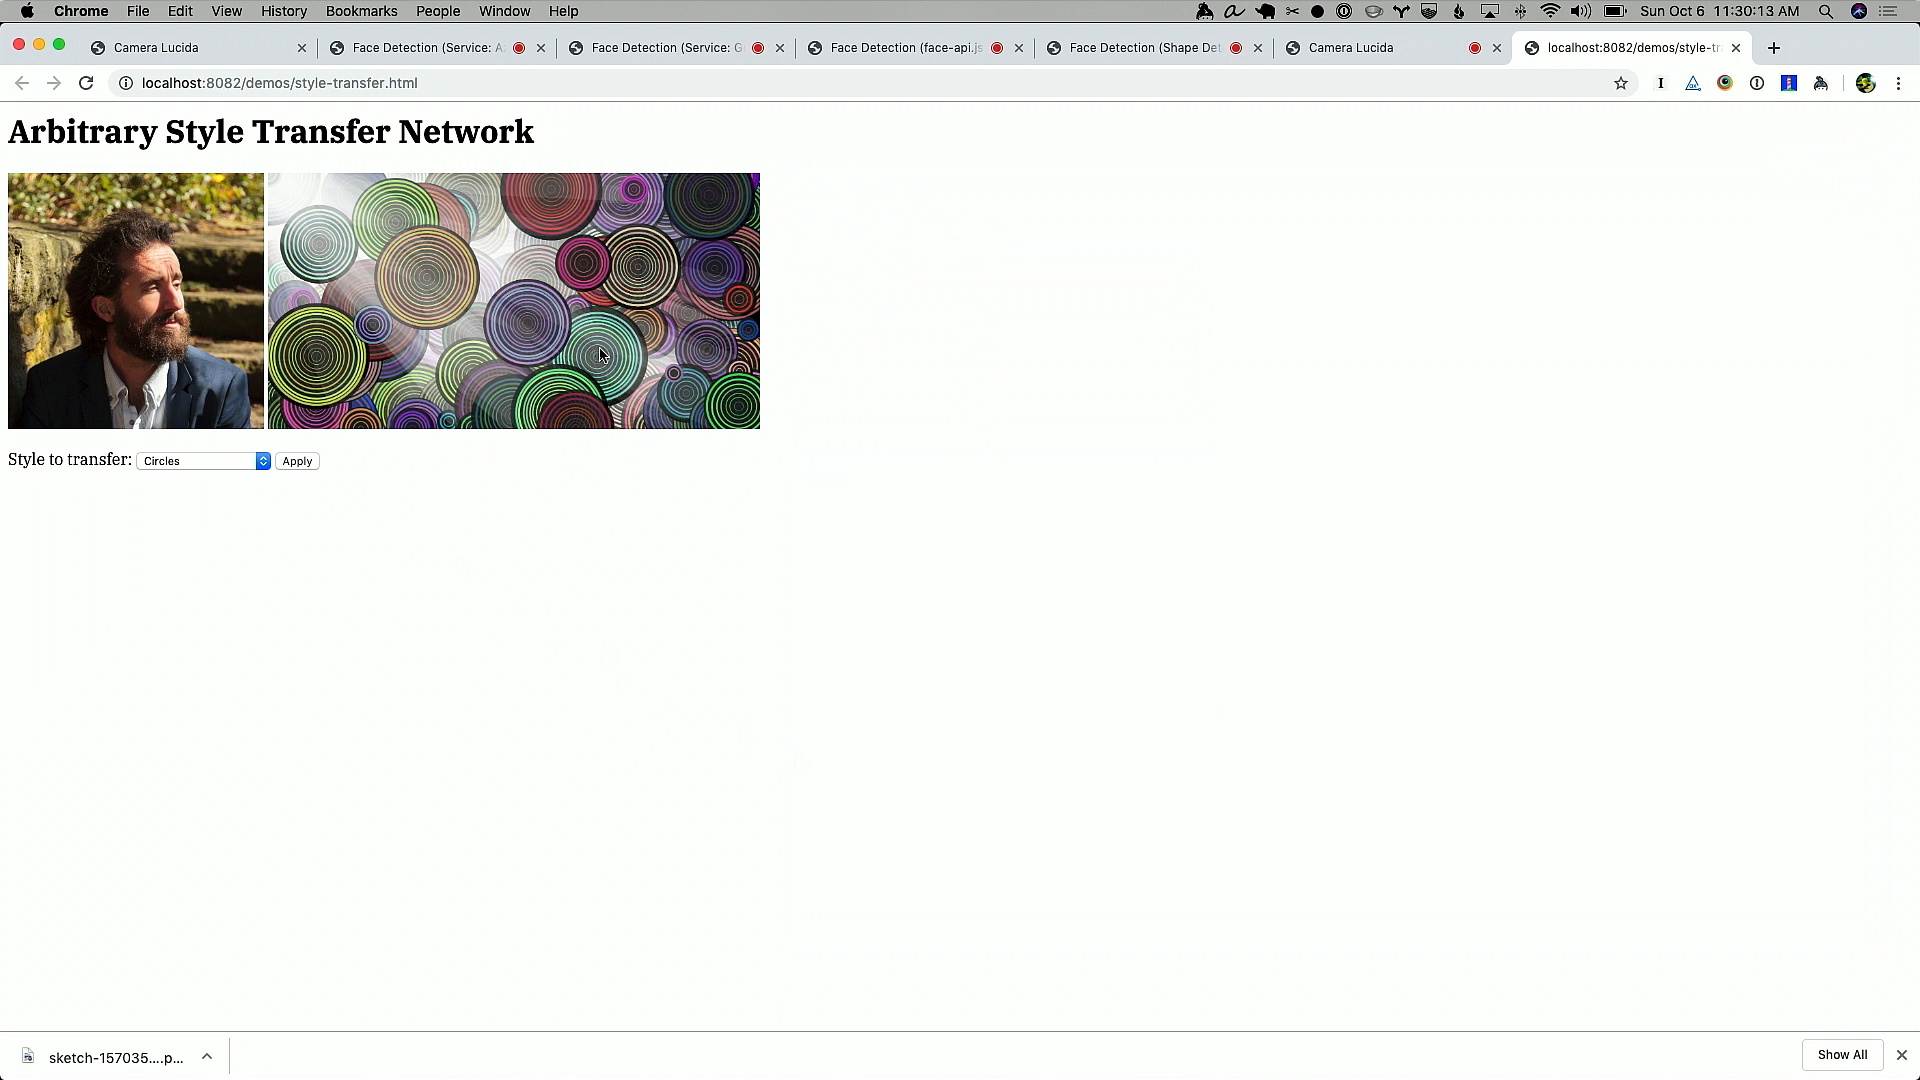 Chrome File Edit View History Bookmarks People Window Help Sun Oct 6 11:30:13 AM
Camera Lucida Face Detection (Service: A Face Detection (Service: G Face Detection (face-api.js Face Detection (Shape Det Camera Lucida localhost:8082/demos/style-tr
localhost:8082/demos/style-transfer.html
Arbitrary Style Transfer Network
Style to transfer: Circles Apply
sketch-157035....p... Show All